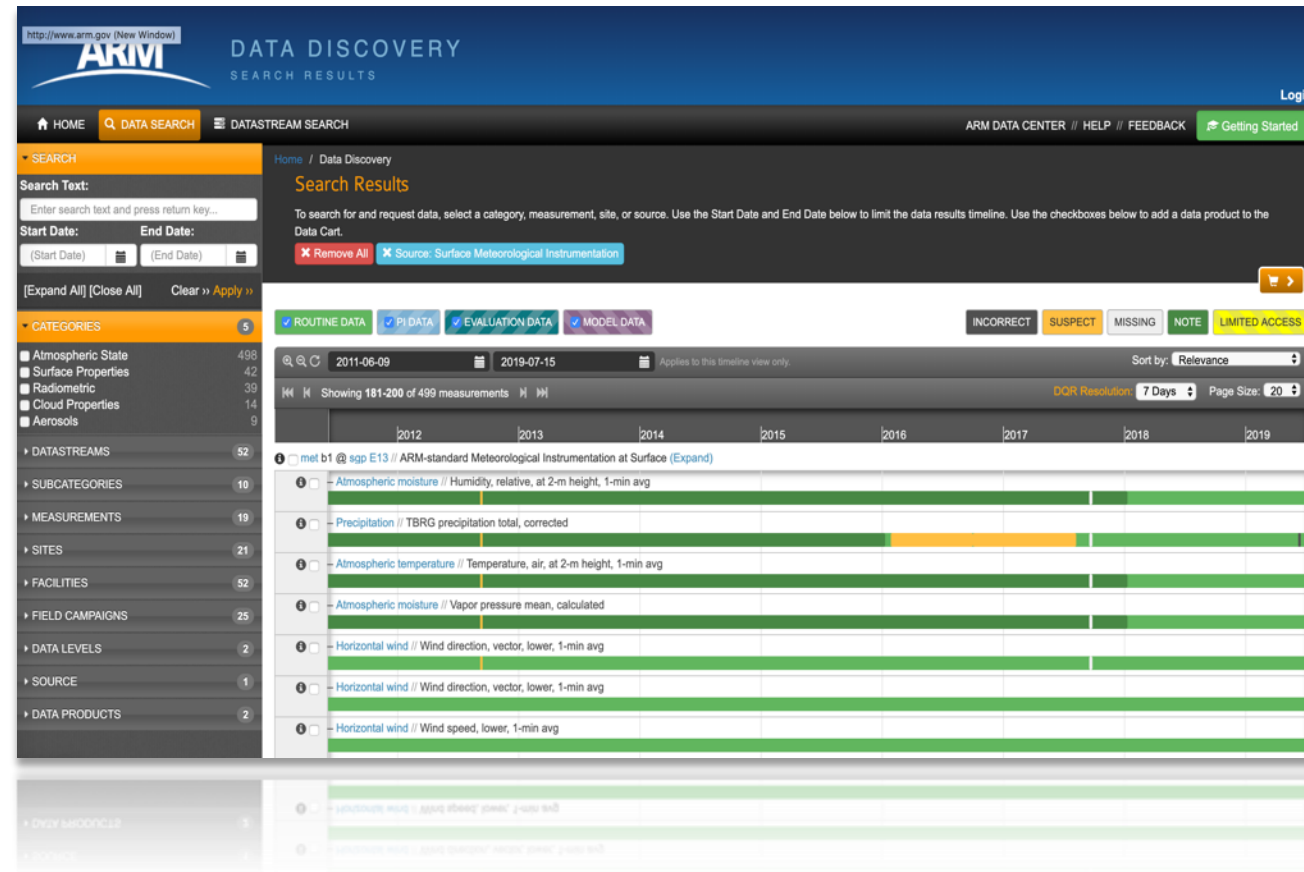 http://www.arm.gov (New Window)
ARM
DATA DISCOVERY
SEARCH RESULTS
Logi
HOME DATA SEARCH DATASTREAM SEARCH ARM DATA CENTER // HELP // FEEDBACK Getting Started
SEARCH
Search Text:
Enter search text and press return key...
Start Date: End Date:
(Start Date) (End Date)
[Expand All] [Close All] Clear ›› Apply ››
CATEGORIES 5
Atmospheric State 498
Surface Properties 42
Radiometric 39
Cloud Properties 14
Aerosols 9
DATASTREAMS 52
SUBCATEGORIES 10
MEASUREMENTS 19
SITES 21
FACILITIES 52
FIELD CAMPAIGNS 25
DATA LEVELS 2
SOURCE 1
DATA PRODUCTS 2
Home / Data Discovery
Search Results
To search for and request data, select a category, measurement, site, or source. Use the Start Date and End Date below to limit the data results timeline. Use the checkboxes below to add a data product to the
Data Cart.
Remove All Source: Surface Meteorological Instrumentation
ROUTINE DATA PI DATA EVALUATION DATA MODEL DATA INCORRECT SUSPECT MISSING NOTE LIMITED ACCESS
2011-06-09 2019-07-15 Applies to this timeline view only. Sort by: Relevance
Showing 181-200 of 499 measurements DQR Resolution: 7 Days Page Size: 20
2012 2013 2014 2015 2016 2017 2018 2019
met b1 @ sgp E13 // ARM-standard Meteorological Instrumentation at Surface (Expand)
– Atmospheric moisture // Humidity, relative, at 2-m height, 1-min avg
– Precipitation // TBRG precipitation total, corrected
– Atmospheric temperature // Temperature, air, at 2-m height, 1-min avg
– Atmospheric moisture // Vapor pressure mean, calculated
– Horizontal wind // Wind direction, vector, lower, 1-min avg
– Horizontal wind // Wind direction, vector, lower, 1-min avg
– Horizontal wind // Wind speed, lower, 1-min avg